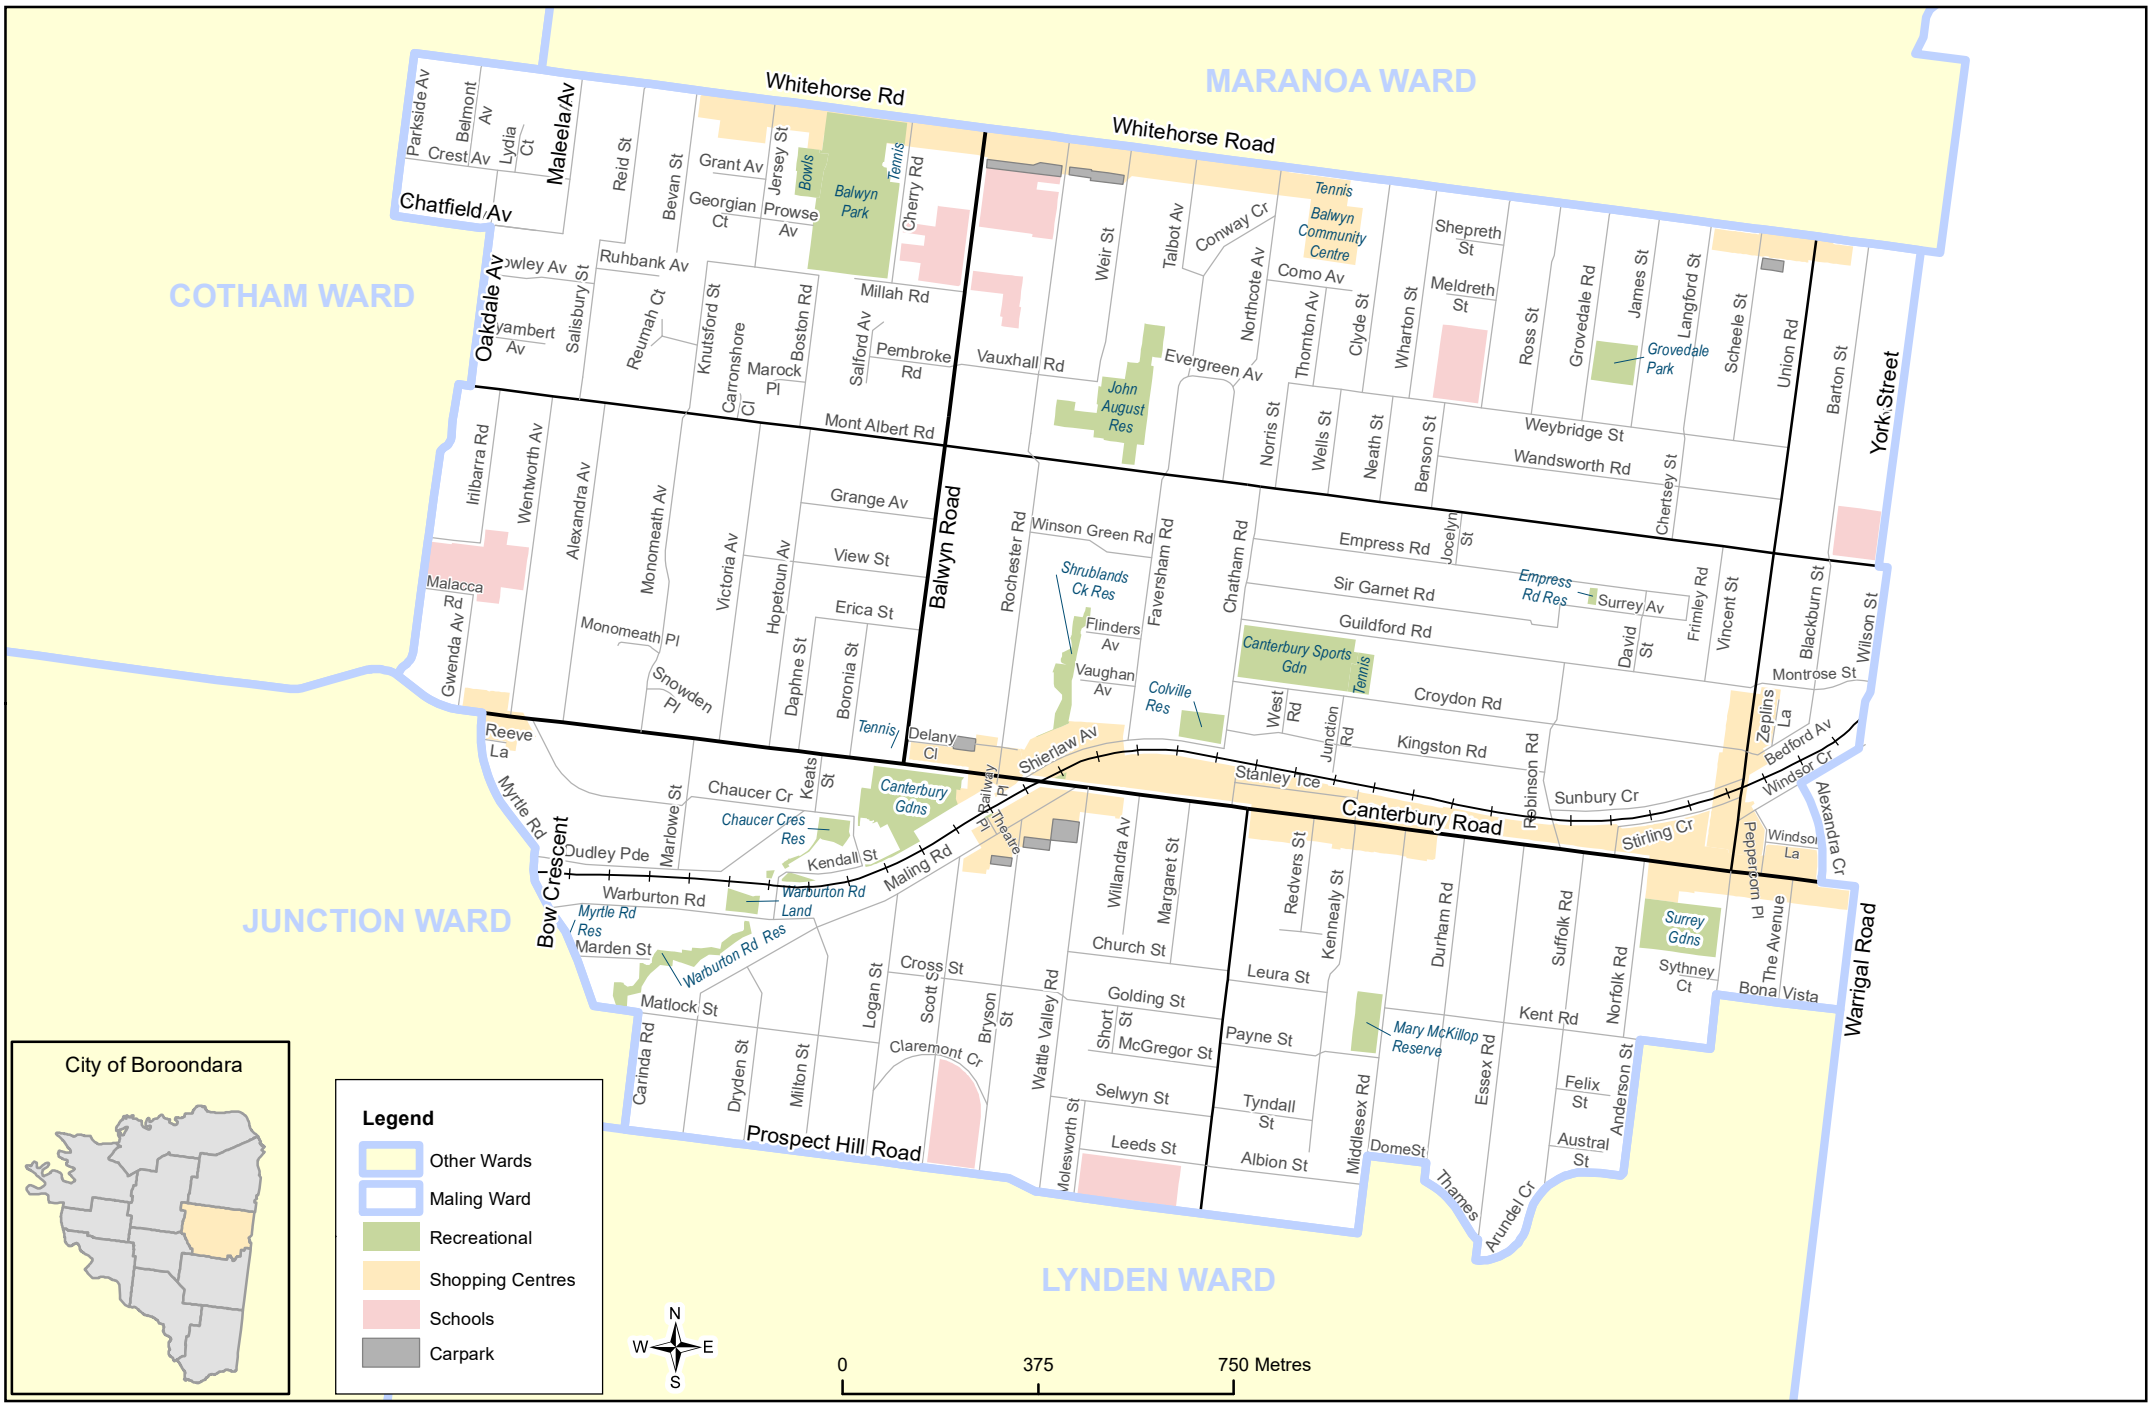 MARANOA WARD
COTHAM WARD
JUNCTION WARD
LYNDEN WARD
Whitehorse Rd
Whitehorse Road
Parkside Av
Belmont
Av
Lydia
Ct
Crest Av
Maleela Av
Chatfield Av
Reid St
Bevan St
Grant Av
Jersey St
Georgian
Ct
Prowse
Av
Bowls
Balwyn
Park
Tennis
Cherry Rd
Oakdale Av
owley Av
yambert
Av
Salisbury St
Ruhbank Av
Reumah Ct
Knutsford St
Carronshore
Cl
Marock
Pl
Boston Rd
Salford Av
Millah Rd
Pembroke
Rd
Vauxhall Rd
Mont Albert Rd
Weir St
Talbot Av
Conway Cr
Northcote Av
Tennis
Balwyn
Community
Centre
Como Av
Thornton Av
Clyde St
Wharton St
Shepreth
St
Meldreth
St
Ross St
Grovedale Rd
James St
Langford St
Grovedale
Park
Scheele St
Union Rd
Barton St
York Street
John
August
Res
Evergreen Av
Norris St
Wells St
Neath St
Benson St
Weybridge St
Wandsworth Rd
Chertsey St
Irilbarra Rd
Wentworth Av
Alexandra Av
Monomeath Av
Victoria Av
Hopetoun Av
Grange Av
View St
Erica St
Balwyn Road
Malacca
Rd
Gwenda Av
Monomeath Pl
Snowden
Pl
Daphne St
Boronia St
Tennis
Rochester Rd
Winson Green Rd
Shrublands
Ck Res
Faversham Rd
Chatham Rd
Flinders
Av
Vaughan
Av
Colville
Res
Empress Rd
Jocelyn
St
Sir Garnet Rd
Guildford Rd
Empress
Rd Res
Surrey Av
David
St
Frimley Rd
Vincent St
Blackburn St
Wilson St
Canterbury Sports
Gdn
Tennis
West
Rd
Junction
Rd
Croydon Rd
Kingston Rd
Robinson Rd
Montrose St
Zeplins
La
Bedford Av
Windsor Cr
Reeve
La
Myrtle Rd
Delany
Cl
Shierlaw Av
Railway
Pl
Theatre
Pl
Stanley Tce
Canterbury Road
Sunbury Cr
Stirling Cr
Alexandra Cr
Windsor
La
Pepperorn Pl
Marlowe St
Chaucer Cr
Keats
St
Canterbury
Gdns
Chaucer Cres
Res
Dudley Pde
Kendall St
Maling Rd
Bow Crescent
Warburton Rd
Warburton Rd
Land
Myrtle Rd
Res
Marden St
Warburton Rd Res
Matlock St
Willandra Av
Margaret St
Redvers St
Kennealy St
Durham Rd
Suffolk Rd
Norfolk Rd
Surrey
Gdns
Sythney
Ct
The Avenue
Bona Vista
Warrigal Road
Carinda Rd
Dryden St
Milton St
Logan St
Cross St
Scott S
Bryson
St
Claremont Cr
Wattle Valley Rd
Church St
Golding St
Short
St
McGregor St
Selwyn St
Leeds St
Molesworth St
Leura St
Payne St
Tyndall
St
Albion St
Mary McKillop
Reserve
Middlesex Rd
Dome St
Kent Rd
Essex Rd
Felix
St
Austral
St
Anderson St
Thames
Arundel Cr
Prospect Hill Road
City of Boroondara
Legend
Other Wards
Maling Ward
Recreational
Shopping Centres
Schools
Carpark
N
W
E
S
0
375
750 Metres